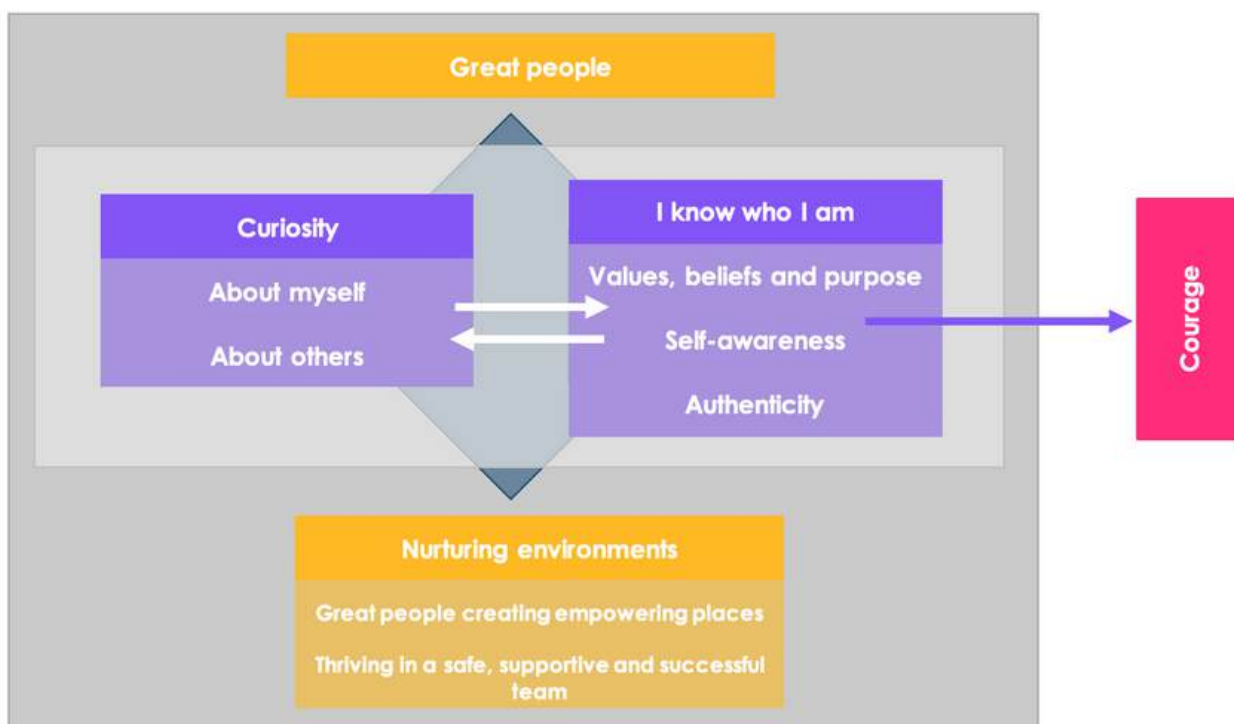 Great people
Curiosity
About myself
About others
I know who I am
Values, beliefs and purpose
Self-awareness
Authenticity
Courage
Nurturing environments
Great people creating empowering places
Thriving in a safe, supportive and successful
team